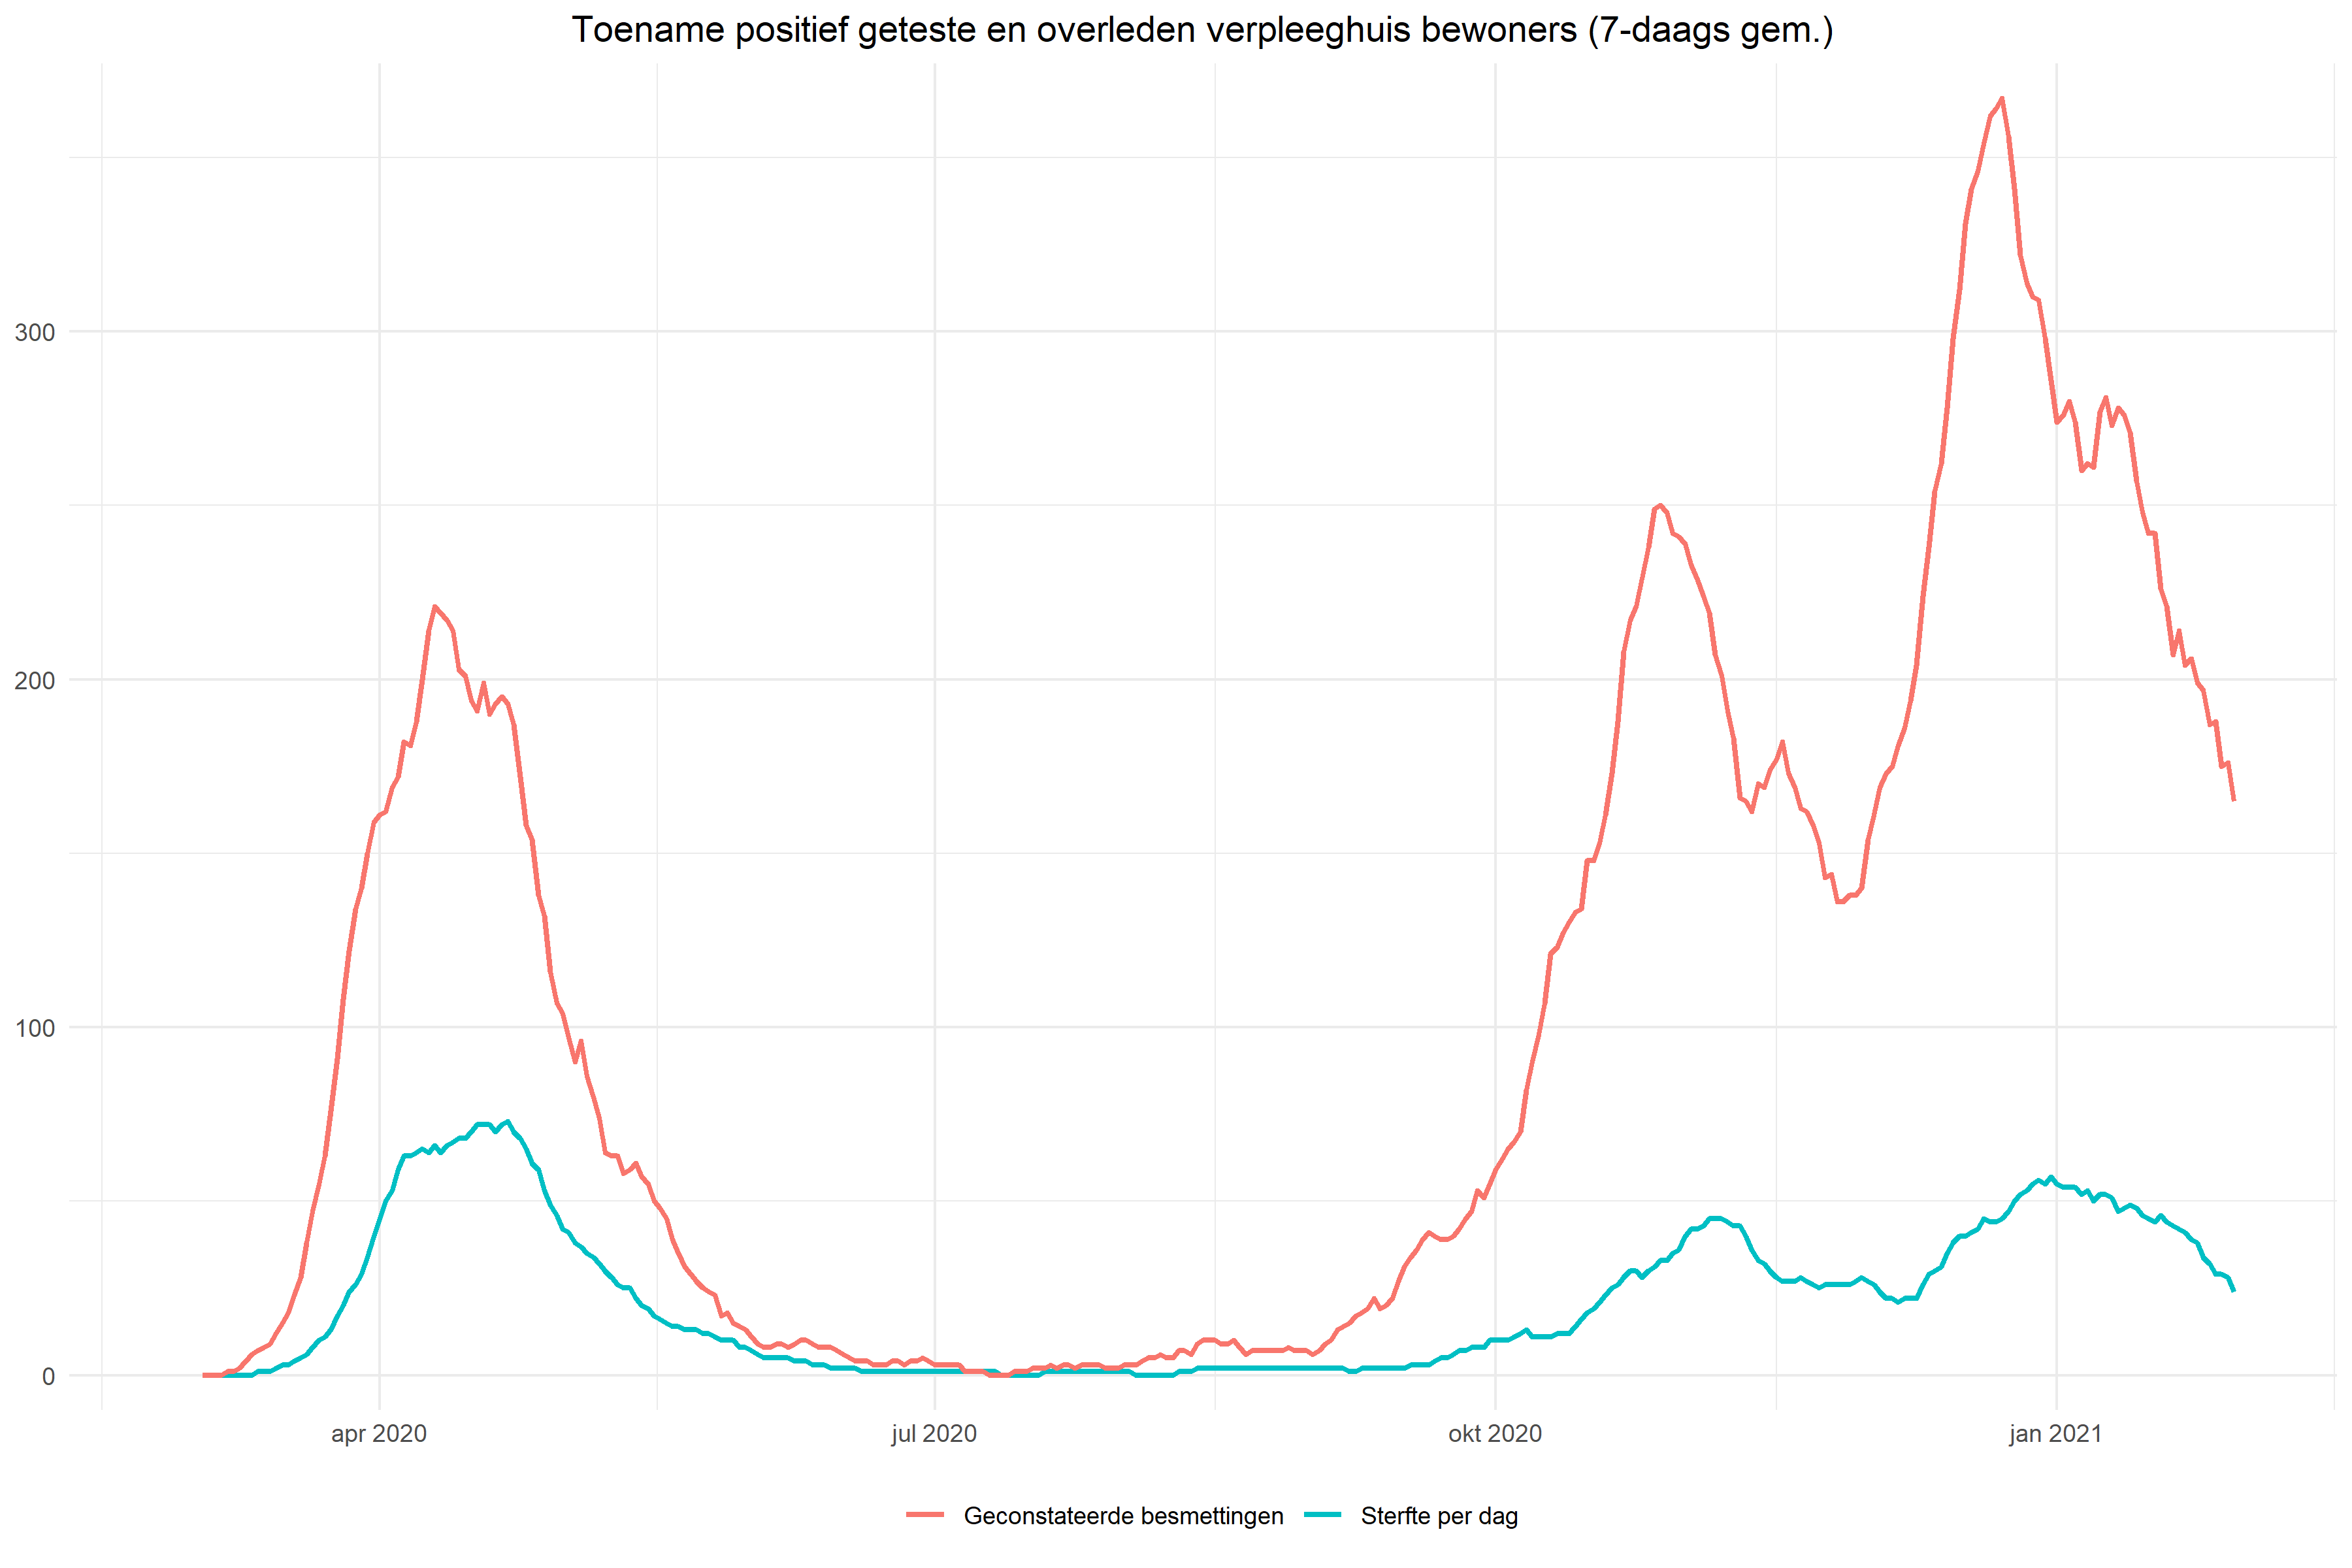 Toename positief geteste en overleden verpleeghuis bewoners (7-daags gem.)
300
200
100
0
apr 2020 jul 2020 okt 2020 jan 2021
Geconstateerde besmettingen Sterfte per dag